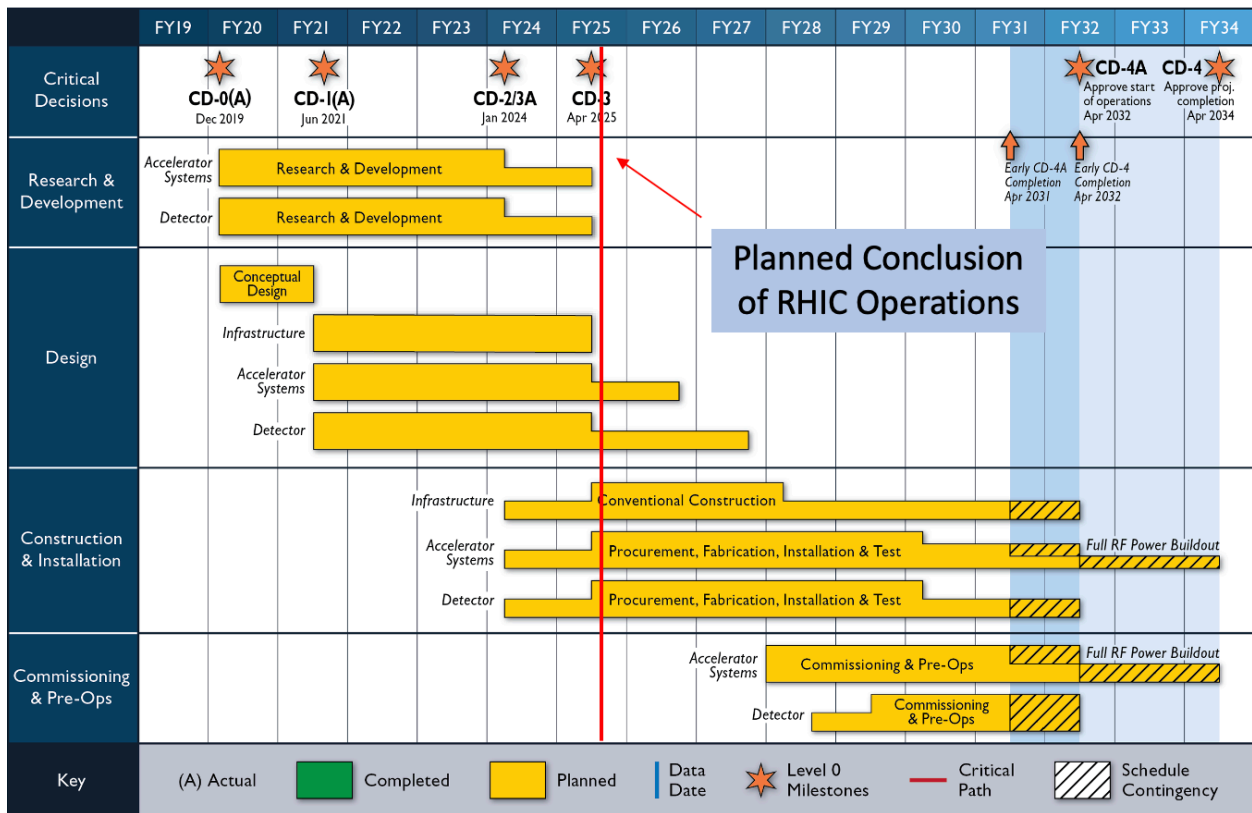 FY19 FY20 FY21 FY22 FY23 FY24 FY25 FY26 FY27 FY28 FY29 FY30 FY31 FY32 FY33 FY34
Critical
Decisions
CD-0(A)
Dec 2019
CD-1(A)
Jun 2021
CD-2/3A
Jan 2024
CD-3
Apr 2025
CD-4A
Approve start
of operations
Apr 2032
CD-4
Approve proj.
completion
Apr 2034
Early CD-4A
Completion
Apr 2031
Early CD-4
Completion
Apr 2032
Research &
Development
Accelerator
Systems
Research & Development
Detector
Research & Development
Planned Conclusion
of RHIC Operations
Design
Conceptual
Design
Infrastructure
Accelerator
Systems
Detector
Construction
& Installation
Infrastructure
Conventional Construction
Accelerator
Systems
Procurement, Fabrication, Installation & Test
Full RF Power Buildout
Detector
Procurement, Fabrication, Installation & Test
Commissioning
& Pre-Ops
Accelerator
Systems
Commissioning & Pre-Ops
Full RF Power Buildout
Detector
Commissioning
& Pre-Ops
Key
(A) Actual
Completed
Planned
Data
Date
Level 0
Milestones
Critical
Path
Schedule
Contingency